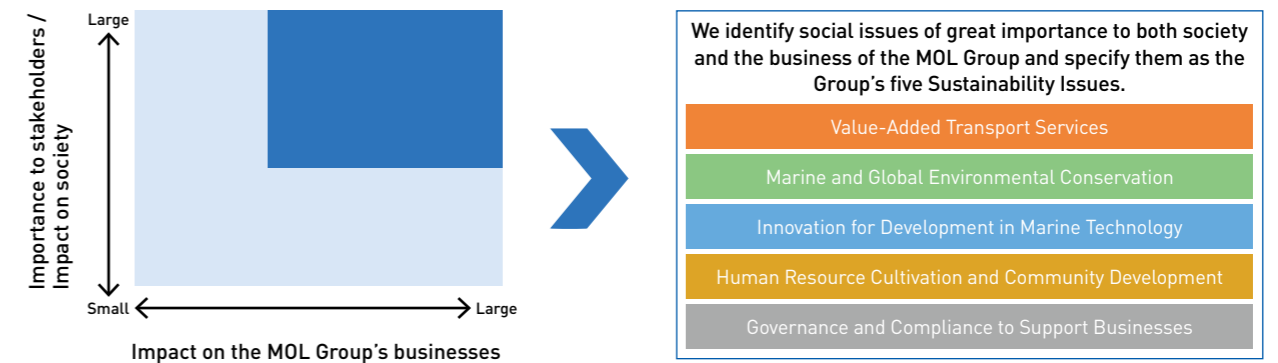 Importance to stakeholders /
Impact on society
Large
Small
Large
Impact on the MOL Group's businesses
We identify social issues of great importance to both society
and the business of the MOL Group and specify them as the
Group's five Sustainability Issues.
Value-Added Transport Services
Marine and Global Environmental Conservation
Innovation for Development in Marine Technology
Human Resource Cultivation and Community Development
Governance and Compliance to Support Businesses